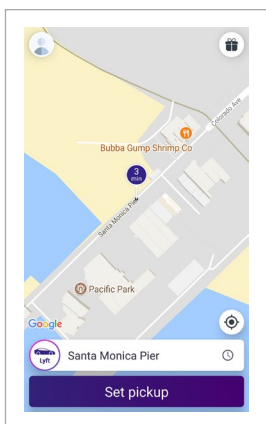 Colorado Ave
Bubba Gump Shrimp Co
3
min
Santa Monica Pier
Pacific Park
Google
lyft
Santa Monica Pier
Set pickup